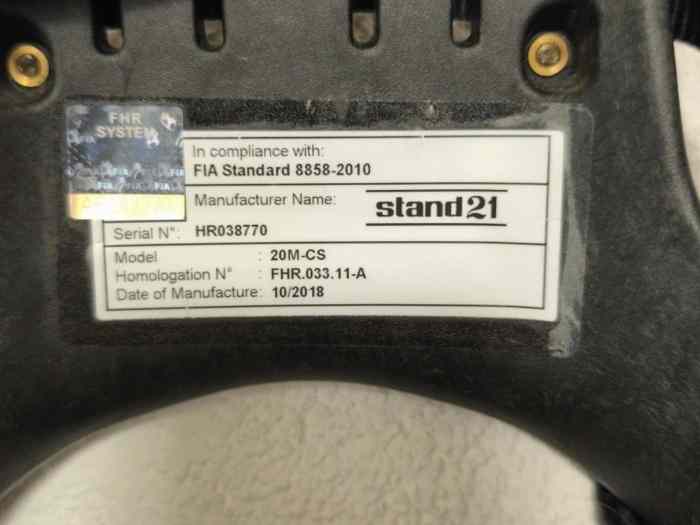 FHR
SYSTEM
In compliance with:
FIA Standard 8858-2010
Manufacturer Name: stand21
Serial N°: HR038770
Model : 20M-CS
Homologation N° : FHR.033.11-A
Date of Manufacture: 10/2018